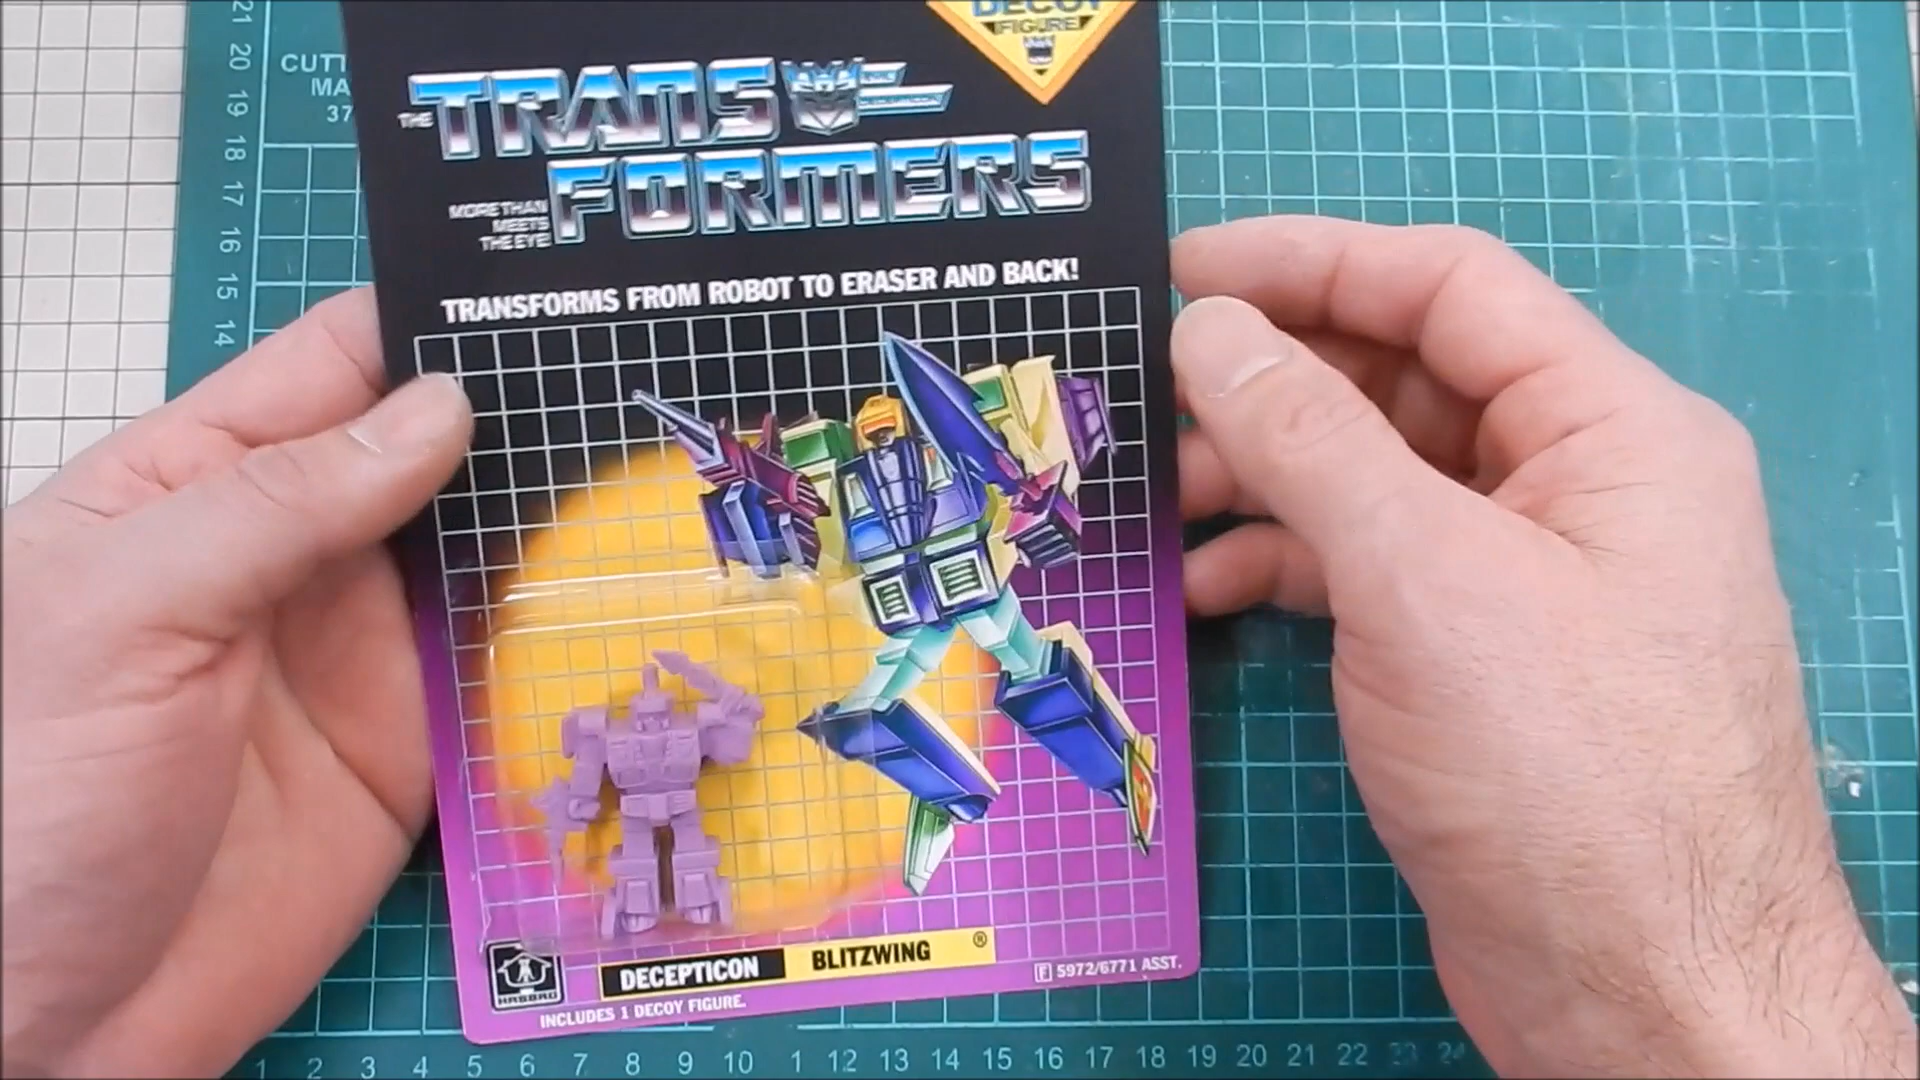 DECOY
FIGURE
THE TRANS
FORMERS
MORE THAN
MEETS
THE EYE
TRANSFORMS FROM ROBOT TO ERASER AND BACK!
DECEPTICON BLITZWING ®
HASBRO
F 5972/6771 ASST.
INCLUDES 1 DECOY FIGURE.
21
20
19
18
17
16
15
14
CUTT
MA
37
1 2 3 4 5 6 7 8 9 10 1 12 13 14 15 16 17 18 19 20 21 22 23 24